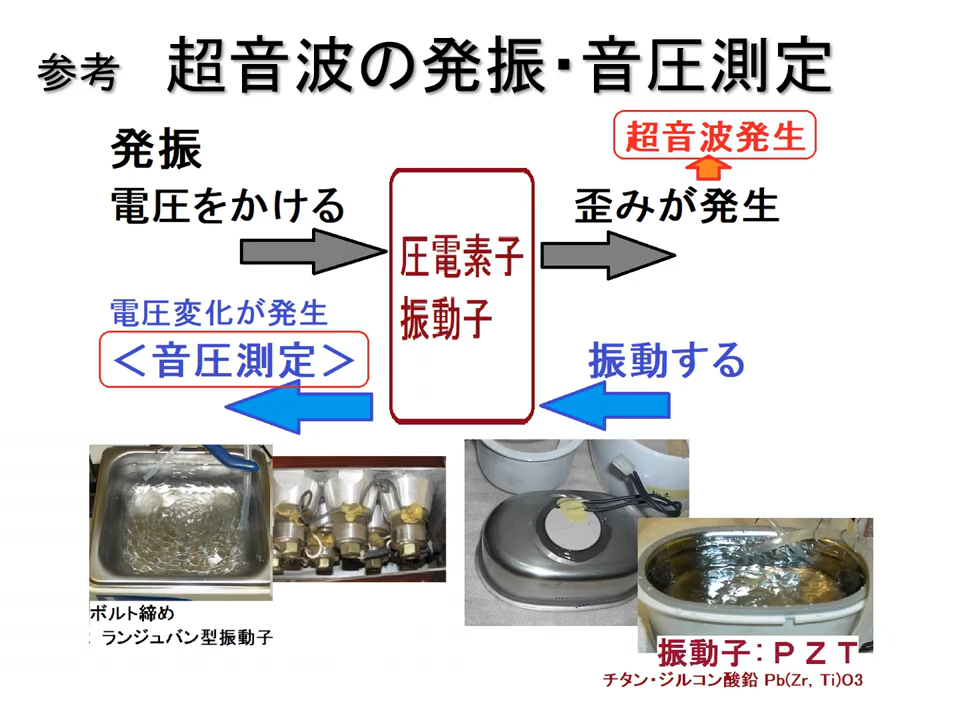 参考 超音波の発振・音圧測定
超音波発生
発振
電圧をかける
歪みが発生
圧電素子
振動子
電圧変化が発生
＜音圧測定＞
振動する
ボルト締め
ランジュバン型振動子
振動子：ＰＺＴ
チタン・ジルコン酸鉛 Pb(Zr, Ti)O3